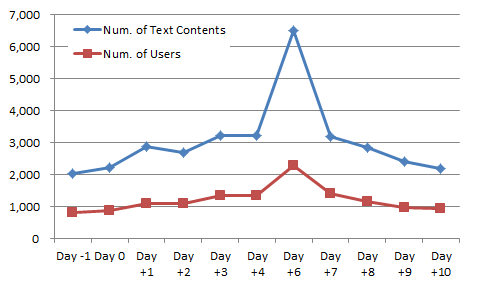 7,000
6,000
5,000
4,000
3,000
2,000
1,000
0
Num. of Text Contents
Num. of Users
Day -1 Day 0 Day Day Day Day Day Day Day Day Day
+1 +2 +3 +4 +6 +7 +8 +9 +10